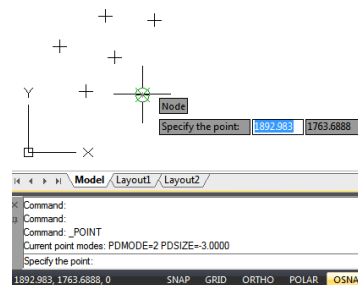 Node
Specify the point: 1892.983 1763.6888
Y
X
Model Layout1 Layout2
Command:
Command:
Command: _POINT
Current point modes: PDMODE=2 PDSIZE=-3.0000
Specify the point:
1892.983, 1763.6888, 0 SNAP GRID ORTHO POLAR OSNA